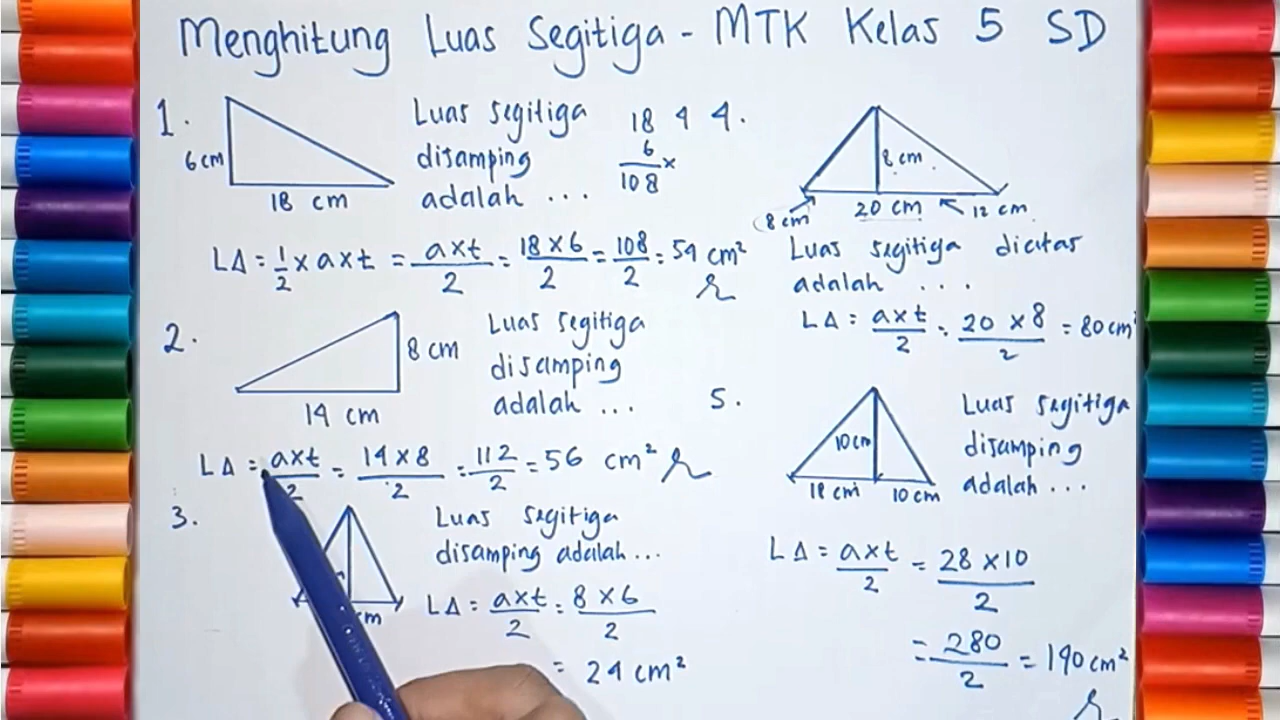 Menghitung Luas Segitiga - MTK Kelas 5 SD
1.
6 cm
18 cm
Luas segitiga
disamping
adalah ...
18 4
6 ×
108
L∆ = 1/2 x a x t = a x t / 2 = 18 x 6 / 2 = 108 / 2 = 54 cm²
2.
8 cm
14 cm
Luas segitiga
disamping
adalah ...
L∆ = a x t / 2 = 14 x 8 / 2 = 112 / 2 = 56 cm²
3.
Luas segitiga
disamping adalah ...
L∆ = a x t / 2 = 8 x 6 / 2
= 24 cm²
4.
8 cm
8 cm 20 cm 12 cm
Luas segitiga diatas
adalah ...
L∆ = a x t / 2 = 20 x 8 / 2 = 80 cm²
5.
10 cm
18 cm 10 cm
Luas segitiga
disamping
adalah ...
L∆ = a x t / 2 = 28 x 10 / 2
= 280 / 2 = 140 cm²